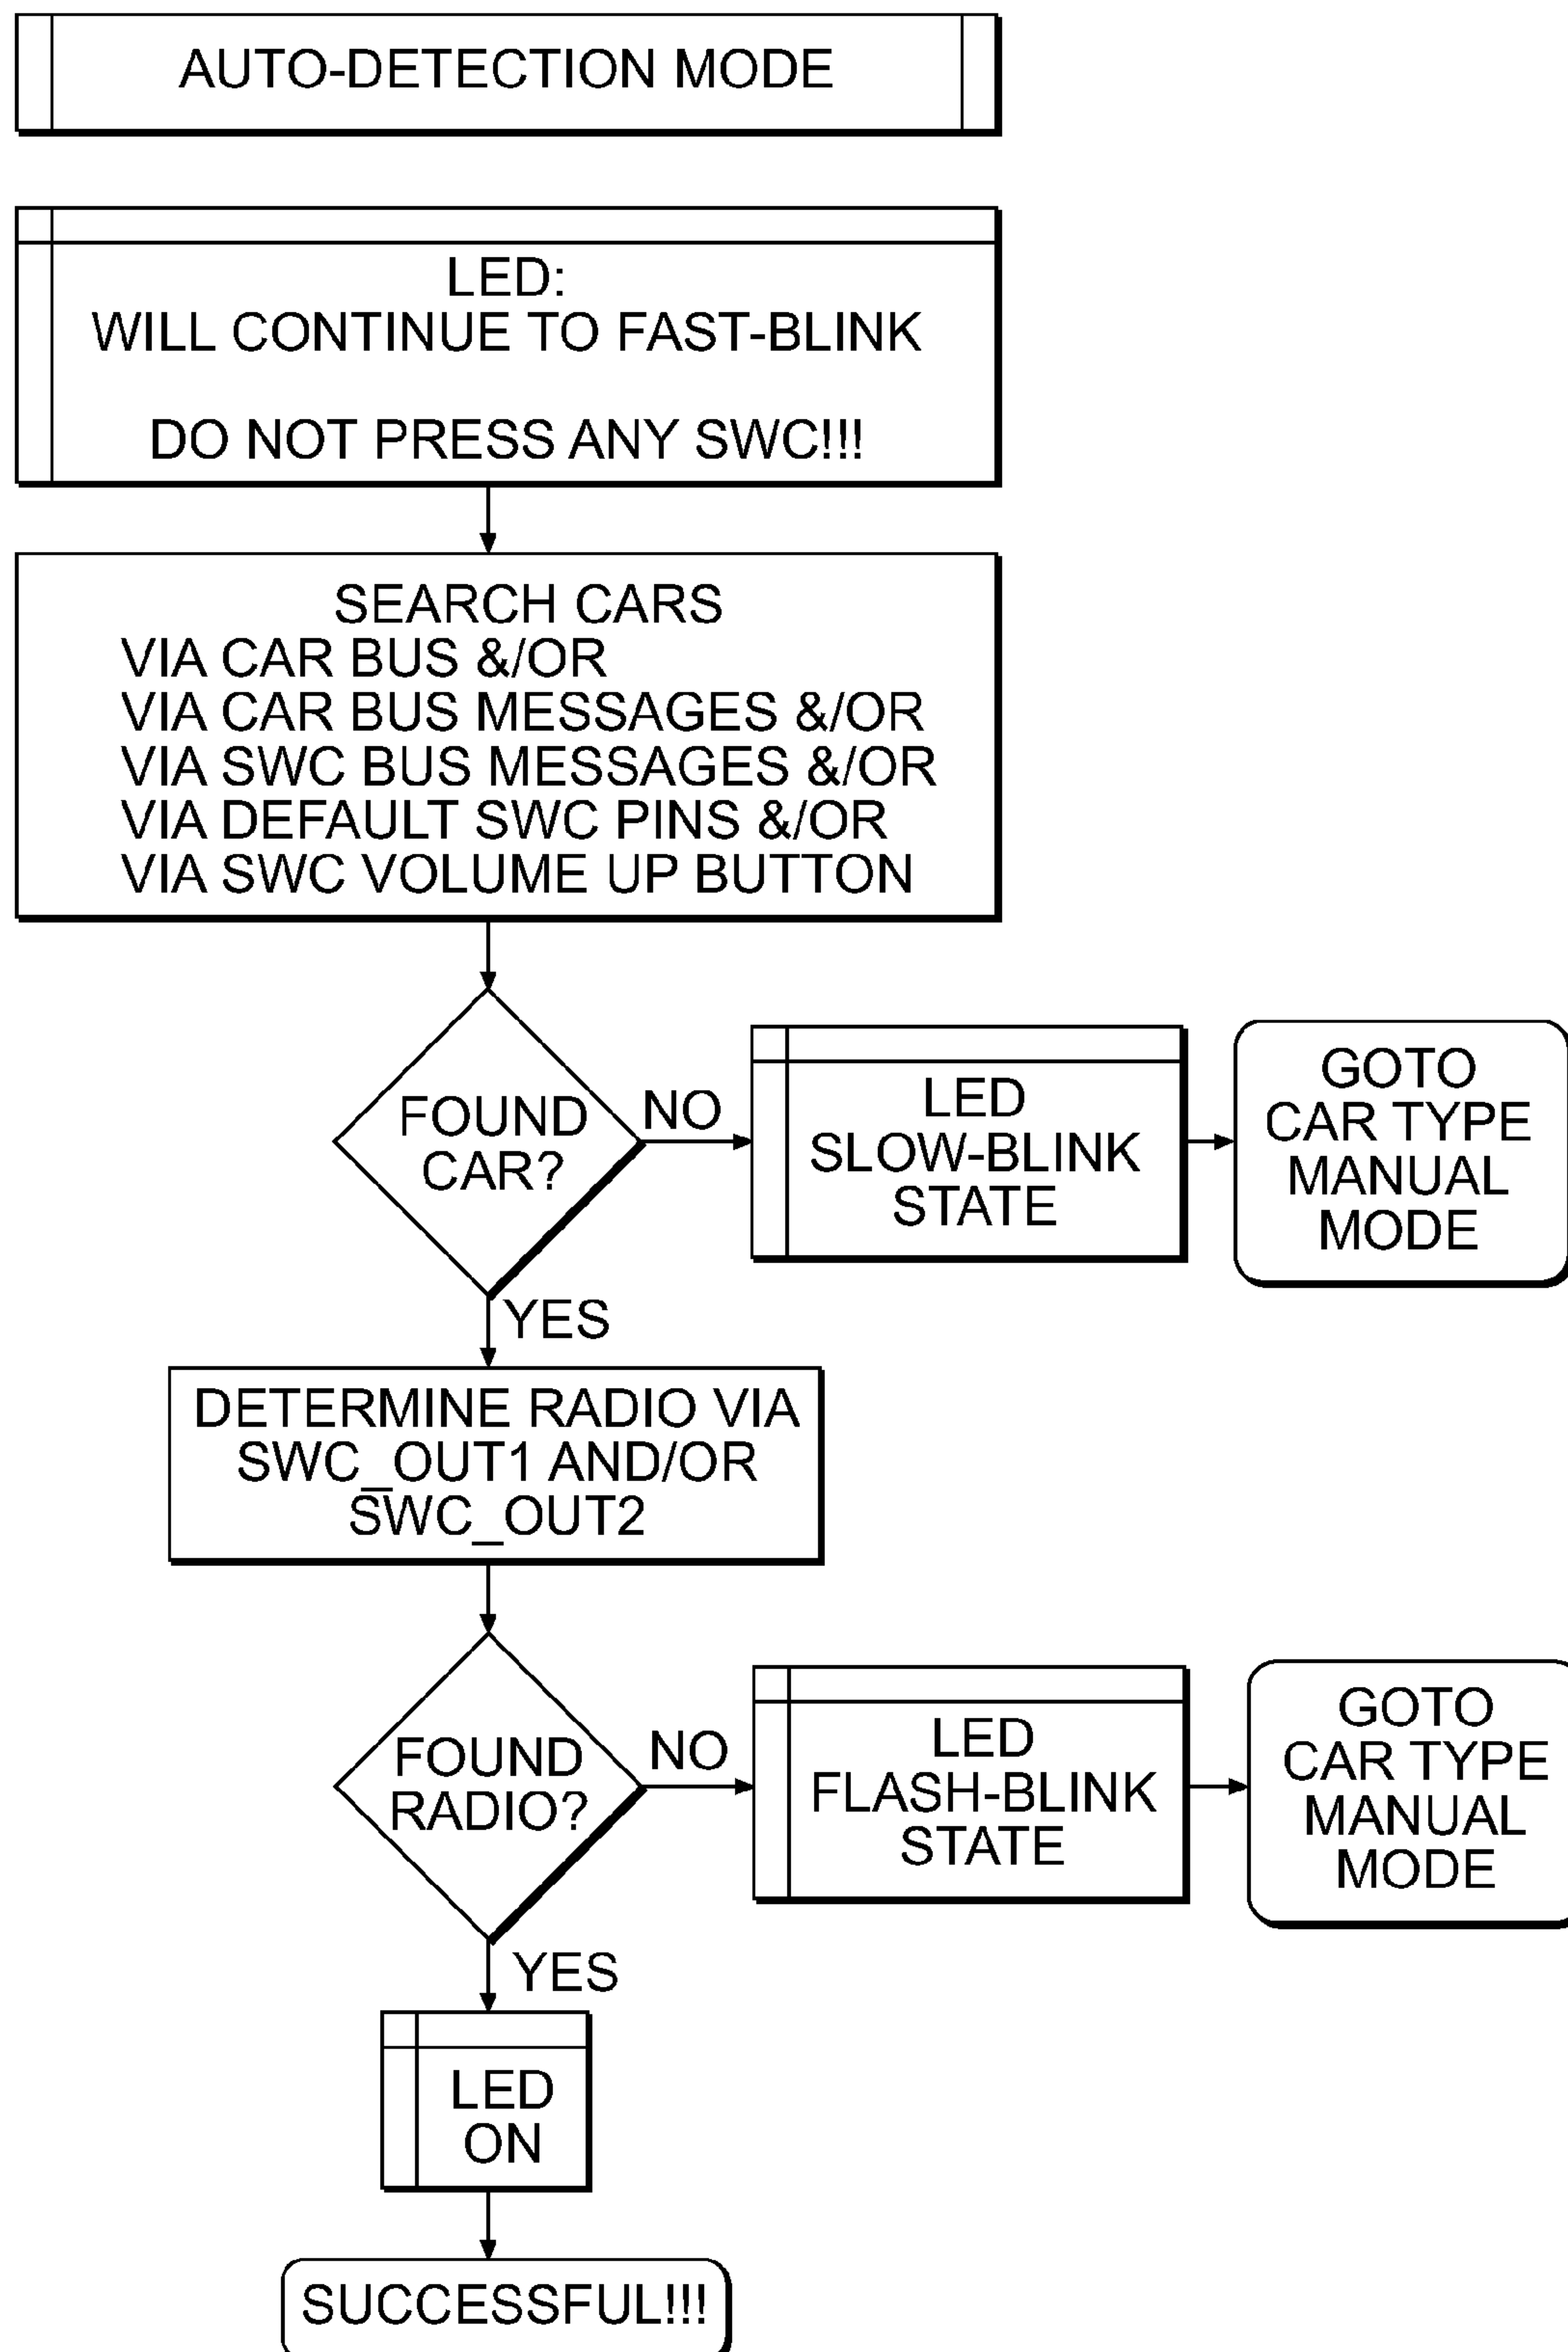 AUTO-DETECTION MODE
LED:
WILL CONTINUE TO FAST-BLINK
DO NOT PRESS ANY SWC!!!
SEARCH CARS
VIA CAR BUS &/OR
VIA CAR BUS MESSAGES &/OR
VIA SWC BUS MESSAGES &/OR
VIA DEFAULT SWC PINS &/OR
VIA SWC VOLUME UP BUTTON
FOUND
CAR?
NO
LED
SLOW-BLINK
STATE
GOTO
CAR TYPE
MANUAL
MODE
YES
DETERMINE RADIO VIA
SWC_OUT1 AND/OR
SWC_OUT2
FOUND
RADIO?
NO
LED
FLASH-BLINK
STATE
GOTO
CAR TYPE
MANUAL
MODE
YES
LED
ON
SUCCESSFUL!!!